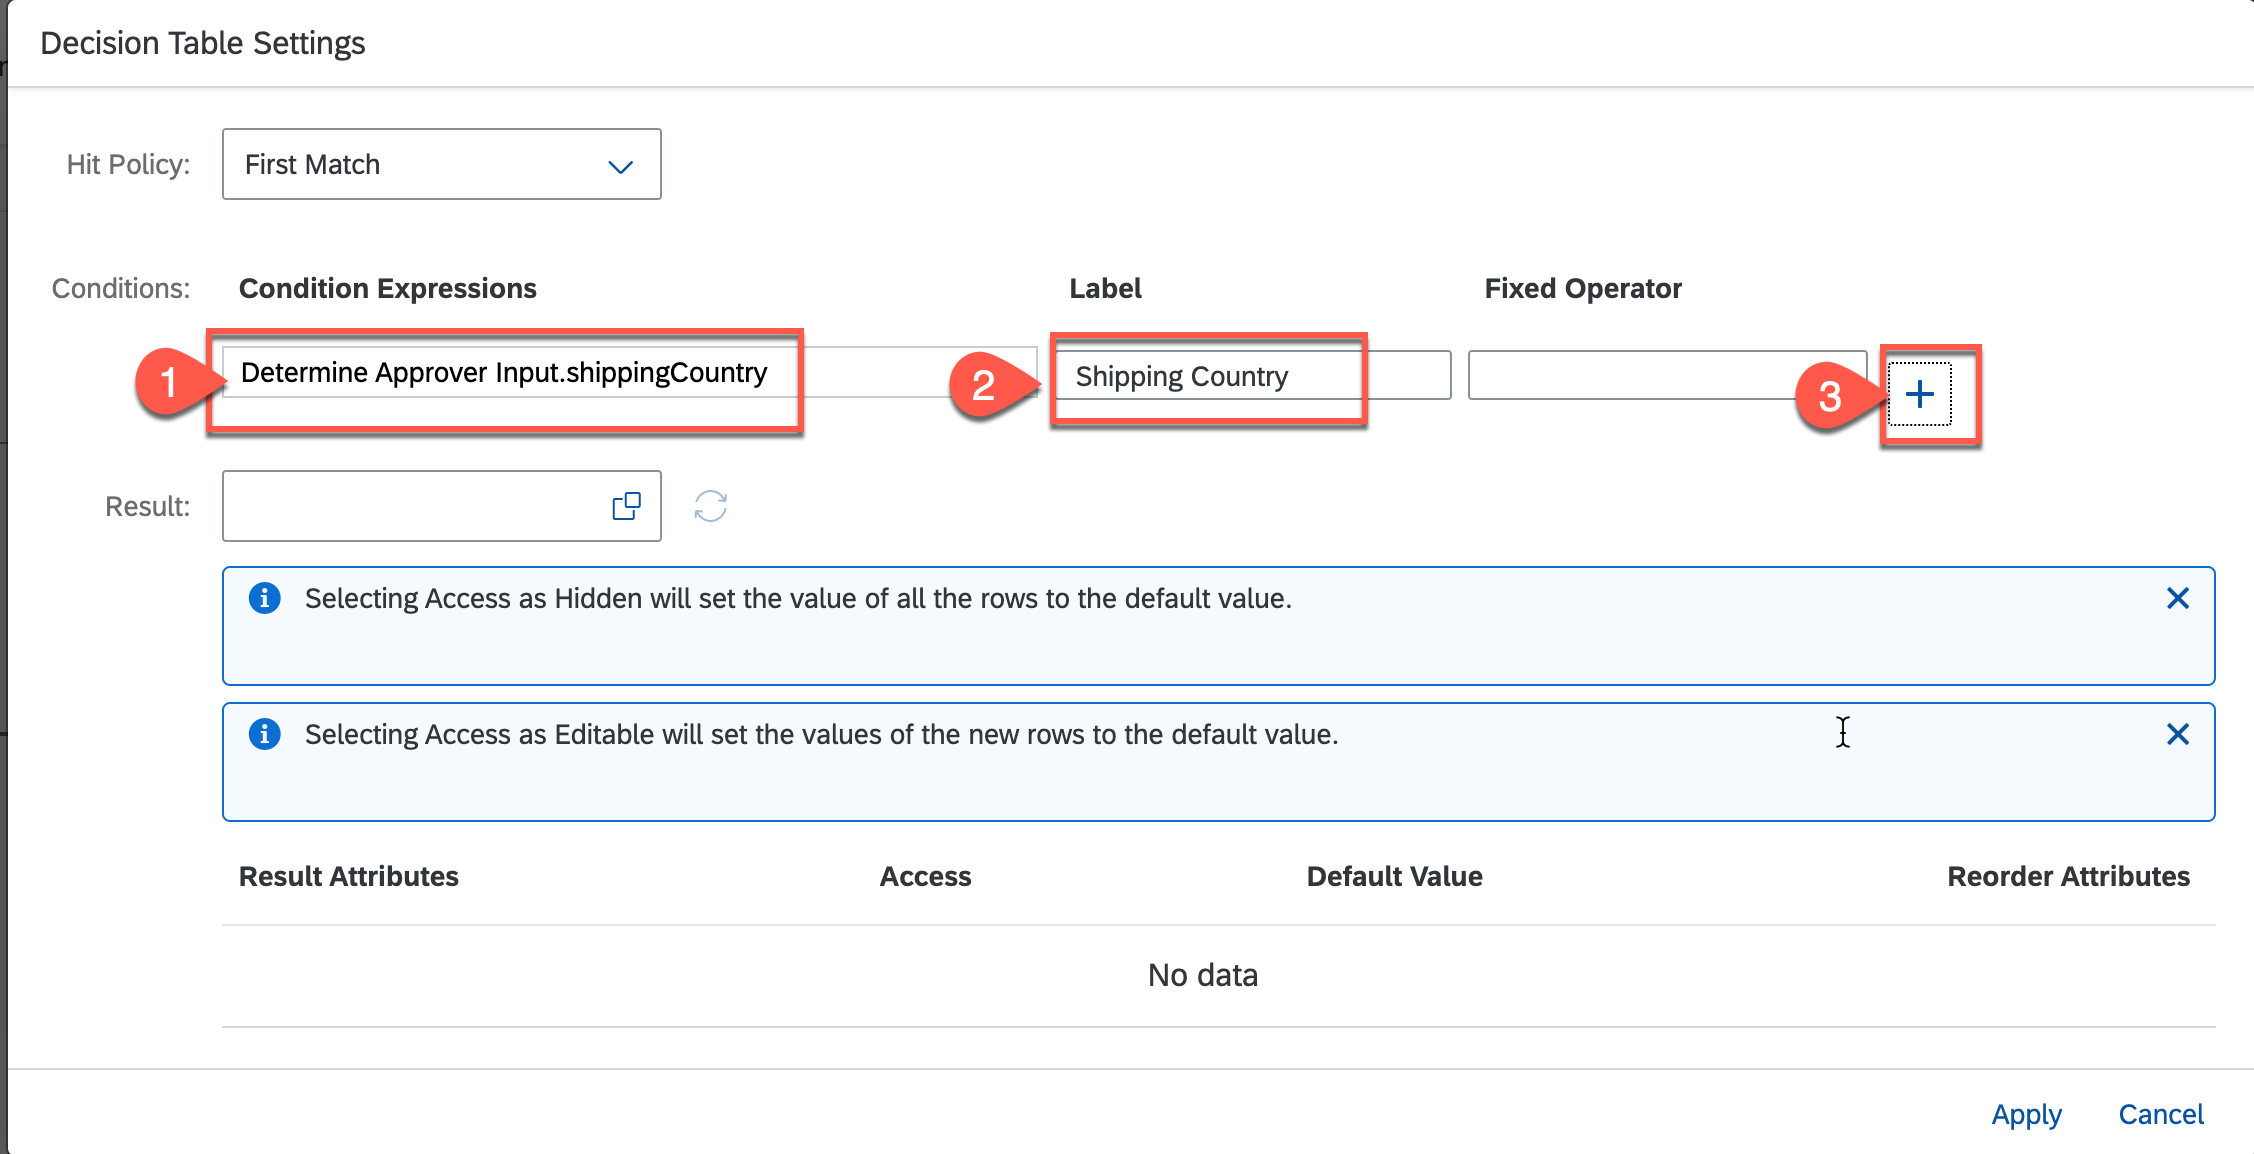 Decision Table Settings
Hit Policy: First Match
Conditions: Condition Expressions Label Fixed Operator
1 Determine Approver Input.shippingCountry 2 Shipping Country 3 +
Result:
Selecting Access as Hidden will set the value of all the rows to the default value.
Selecting Access as Editable will set the values of the new rows to the default value.
Result Attributes Access Default Value Reorder Attributes
No data
Apply Cancel